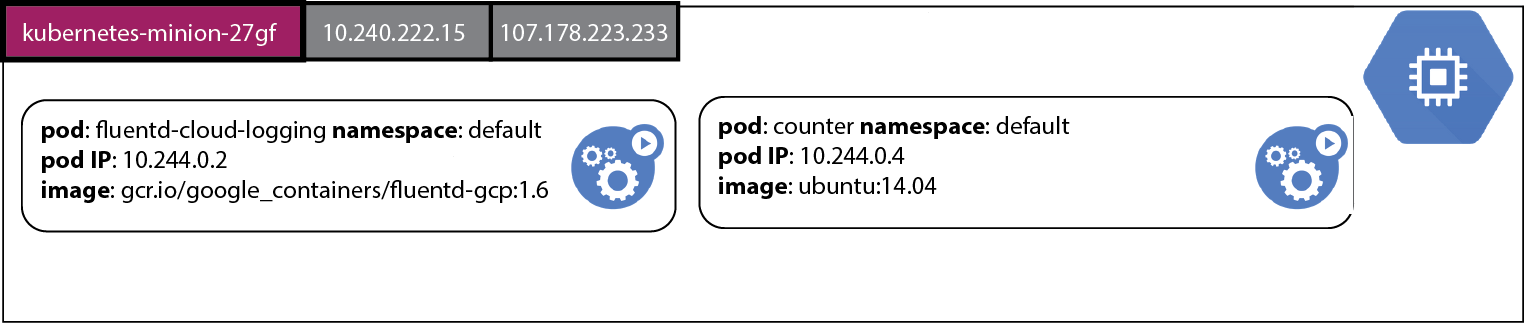 kubernetes-minion-27gf 10.240.222.15 107.178.223.233
pod: fluentd-cloud-logging namespace: default
pod IP: 10.244.0.2
image: gcr.io/google_containers/fluentd-gcp:1.6
pod: counter namespace: default
pod IP: 10.244.0.4
image: ubuntu:14.04